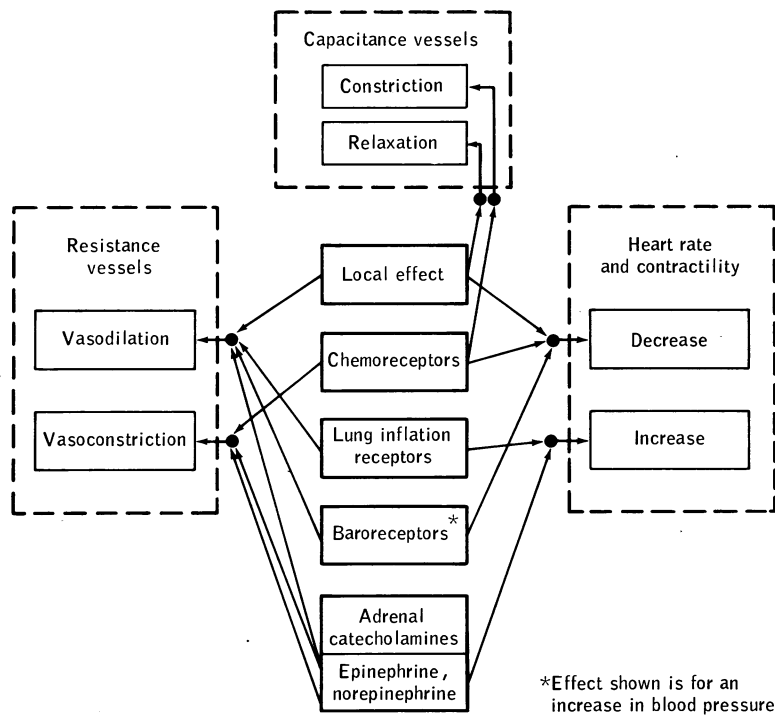 Capacitance vessels
Constriction
Relaxation
Resistance
vessels
Vasodilation
Vasoconstriction
Local effect
Chemoreceptors
Lung inflation
receptors
Baroreceptors*
Adrenal
catecholamines
Epinephrine,
norepinephrine
Heart rate
and contractility
Decrease
Increase
*Effect shown is for an
increase in blood pressure